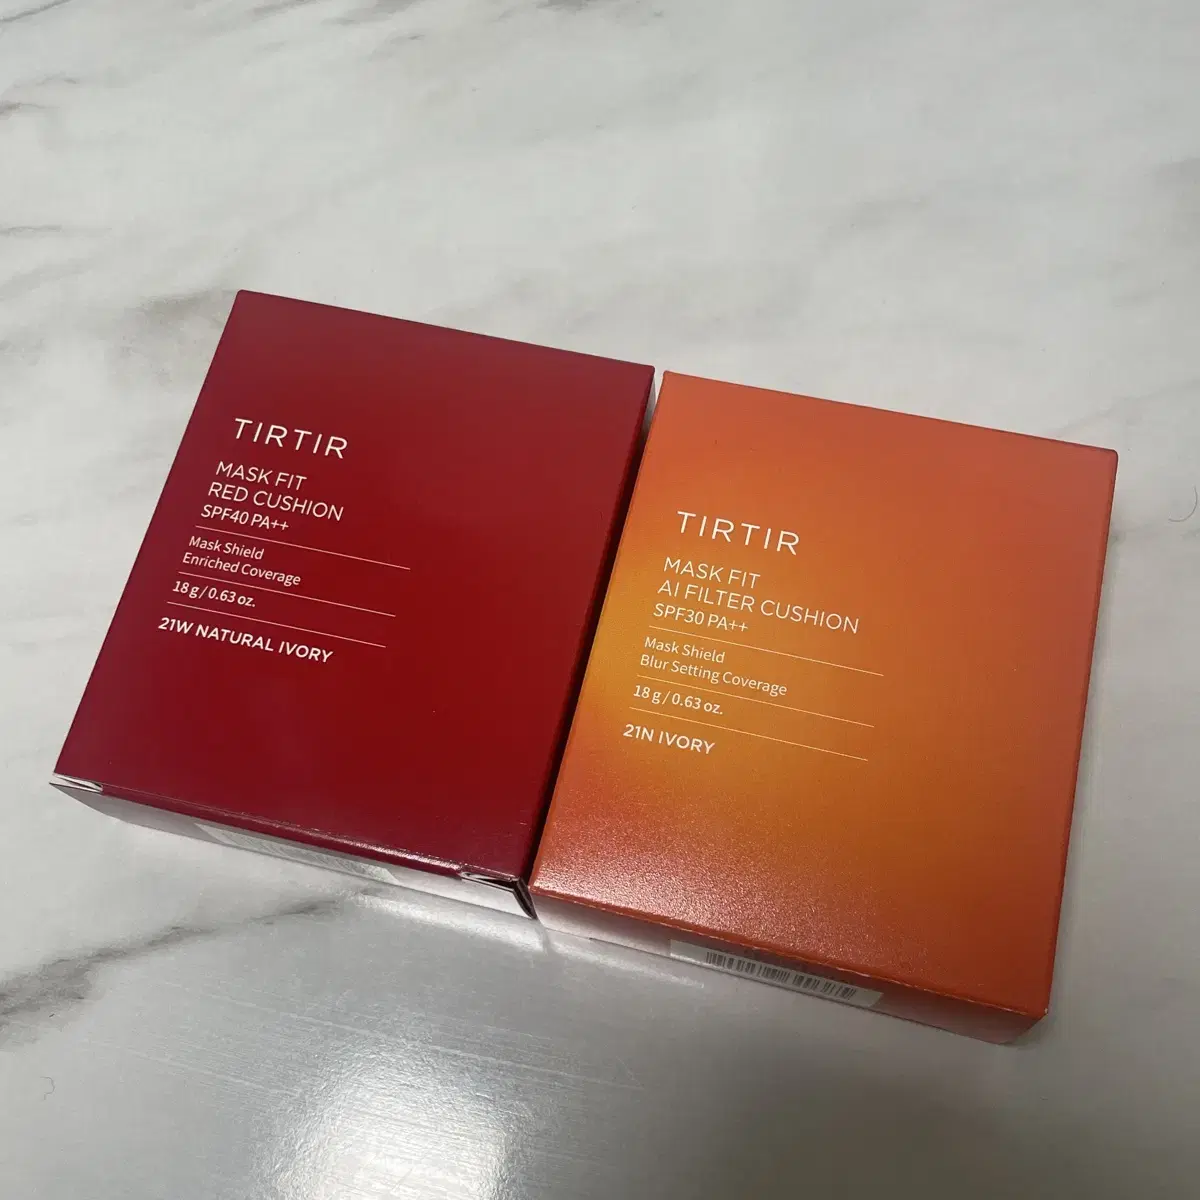 TIRTIR
MASK FIT
RED CUSHION
SPF40 PA++
Mask Shield
Enriched Coverage
18 g / 0.63 oz.
21W NATURAL IVORY
TIRTIR
MASK FIT
AI FILTER CUSHION
SPF30 PA++
Mask Shield
Blur Setting Coverage
18 g / 0.63 oz.
21N IVORY